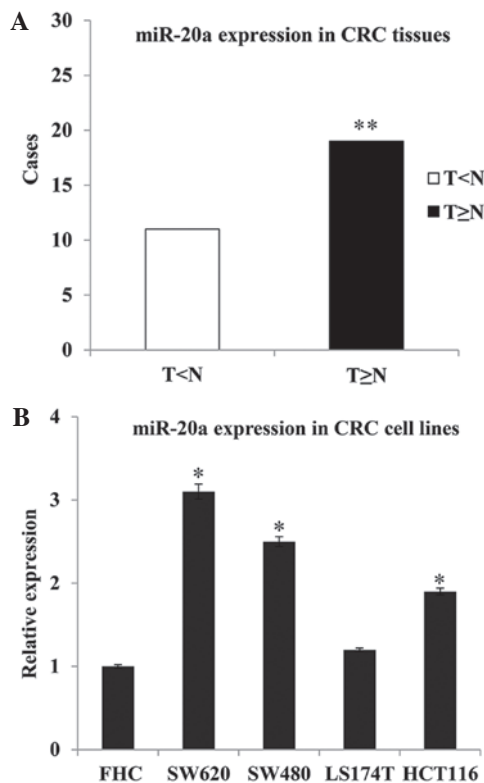 A
miR-20a expression in CRC tissues
30
25
20
15
10
5
0
Cases
**
T<N
T≥N
T<N
T≥N
B
miR-20a expression in CRC cell lines
4
3
2
1
0
Relative expression
*
*
*
FHC SW620 SW480 LS174T HCT116